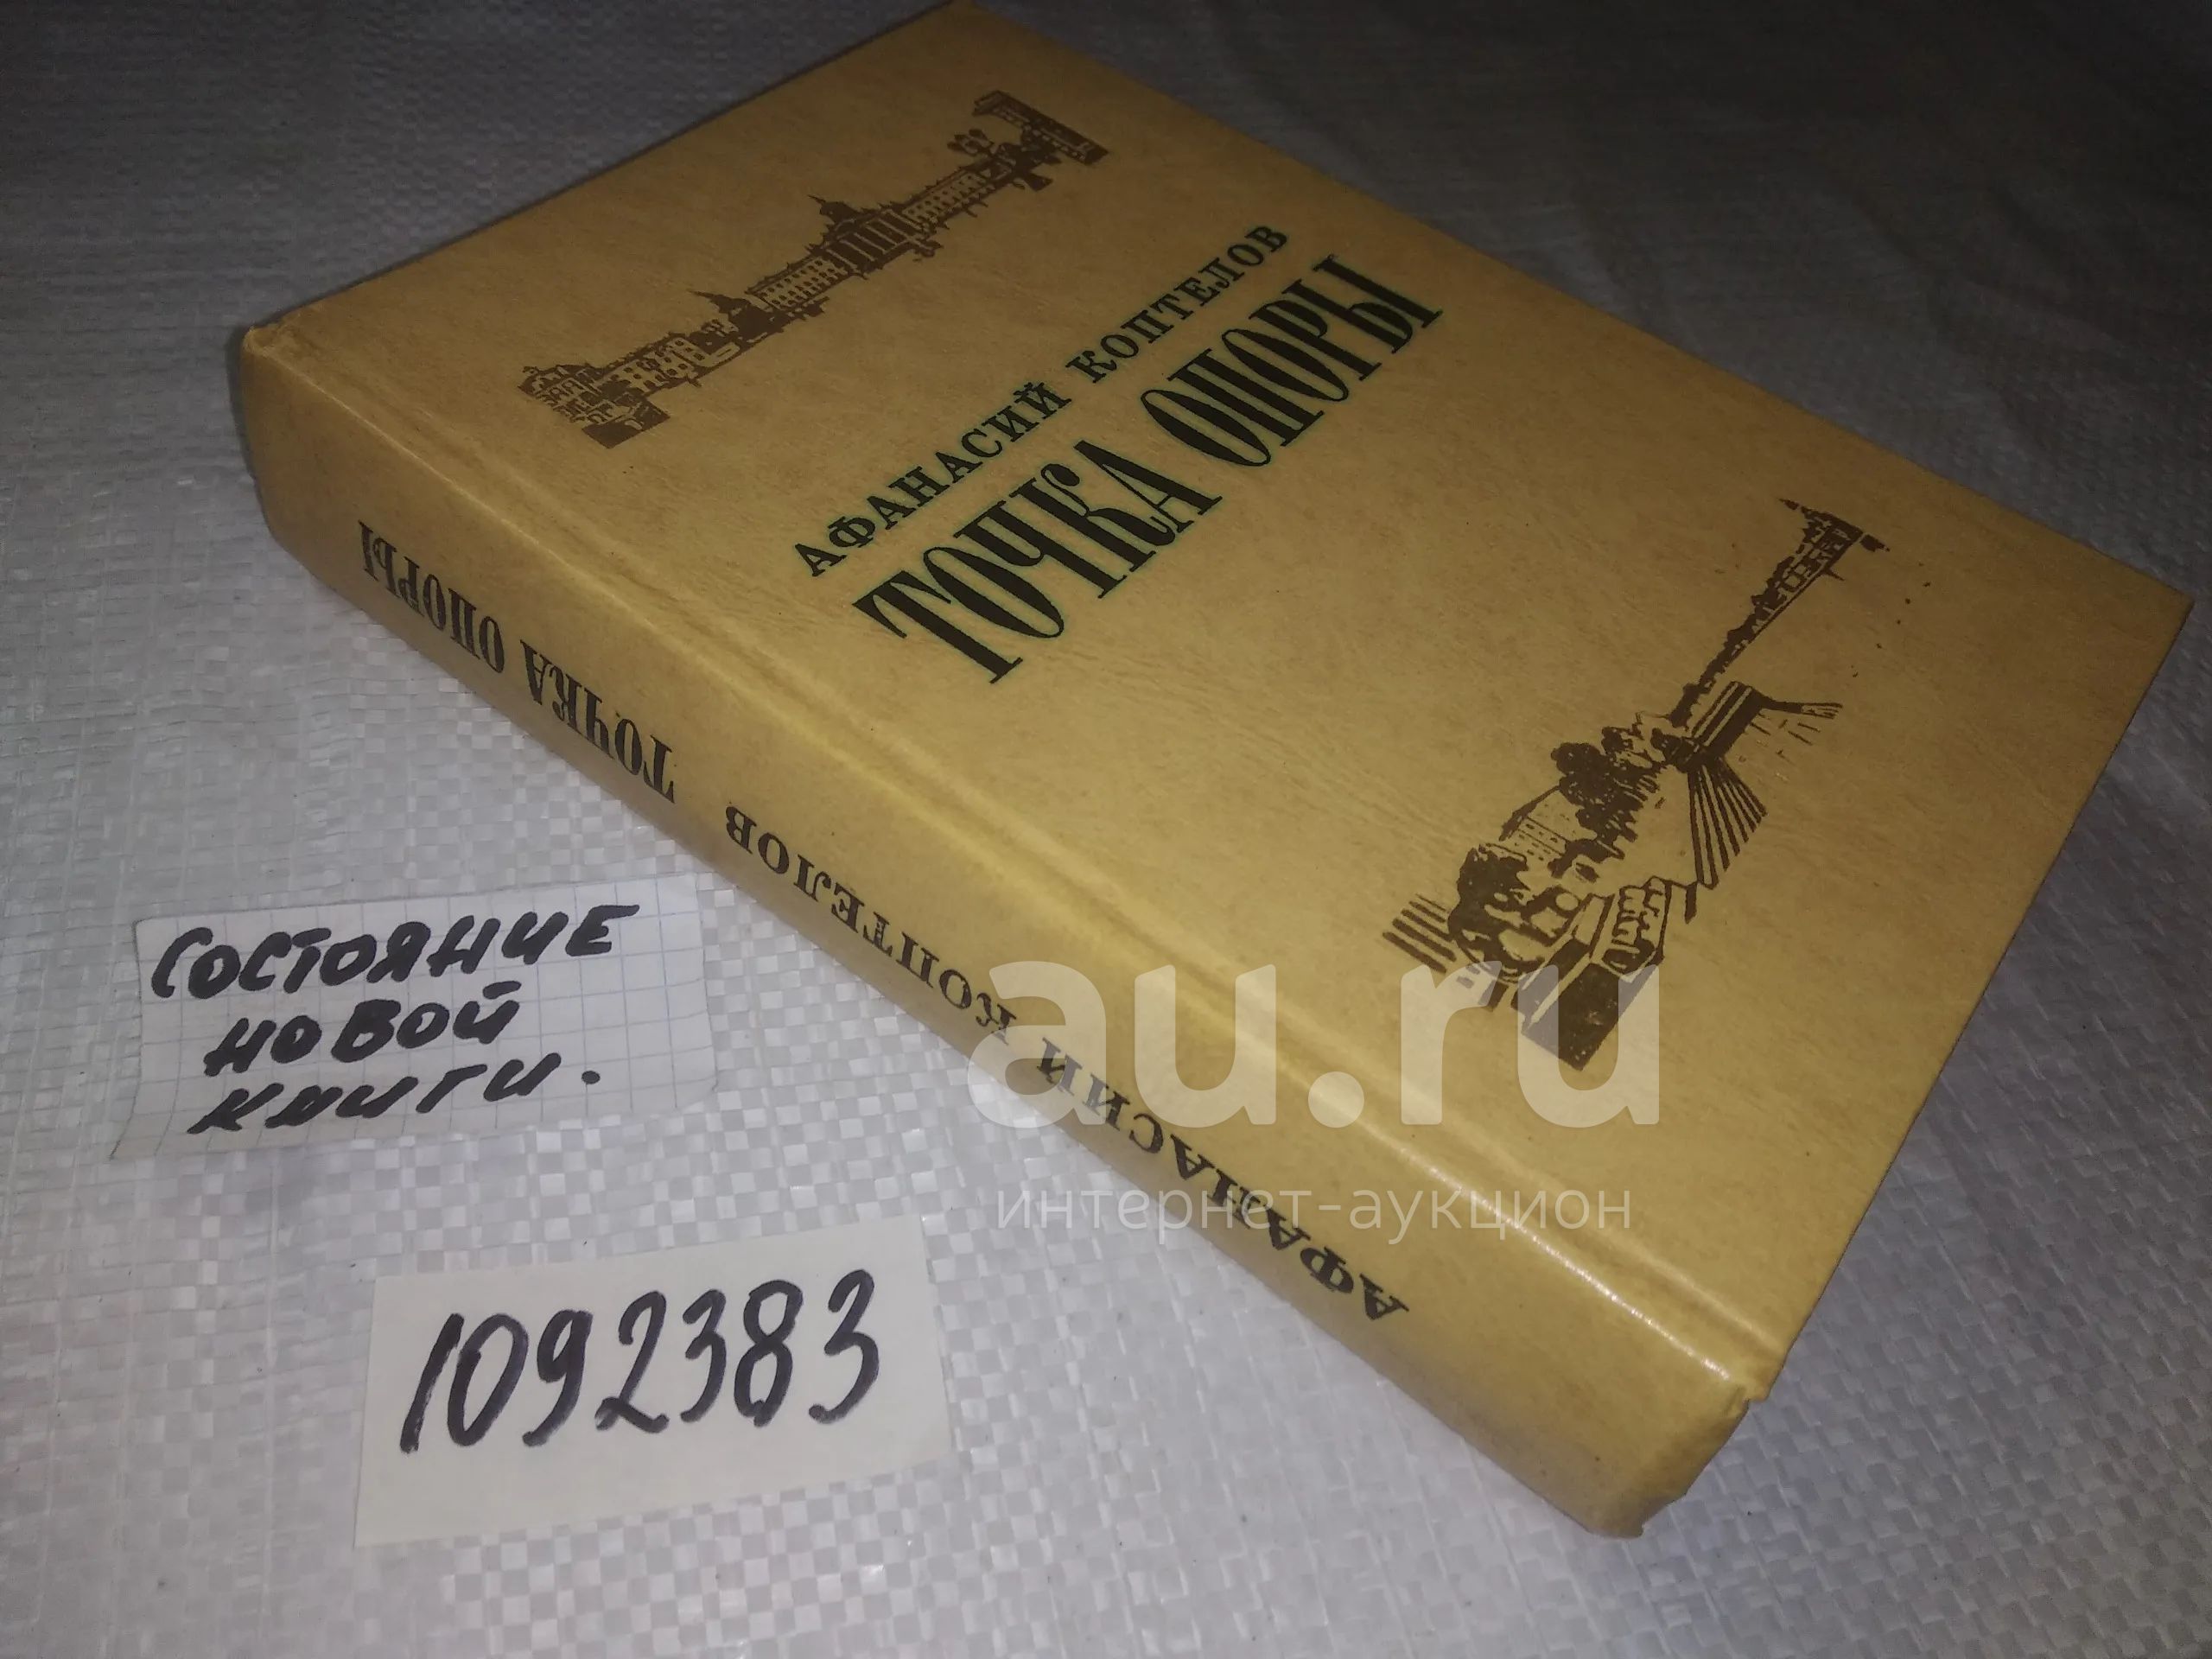 АФАНАСИЙ КОПТЕЛОВ
ТОЧКА ОПОРЫ
АФАНАСИЙ КОПТЕЛОВ ТОЧКА ОПОРЫ
СОСТОЯНИЕ
НОВОЙ
КНИГИ.
1092383
au.ru
интернет-аукцион